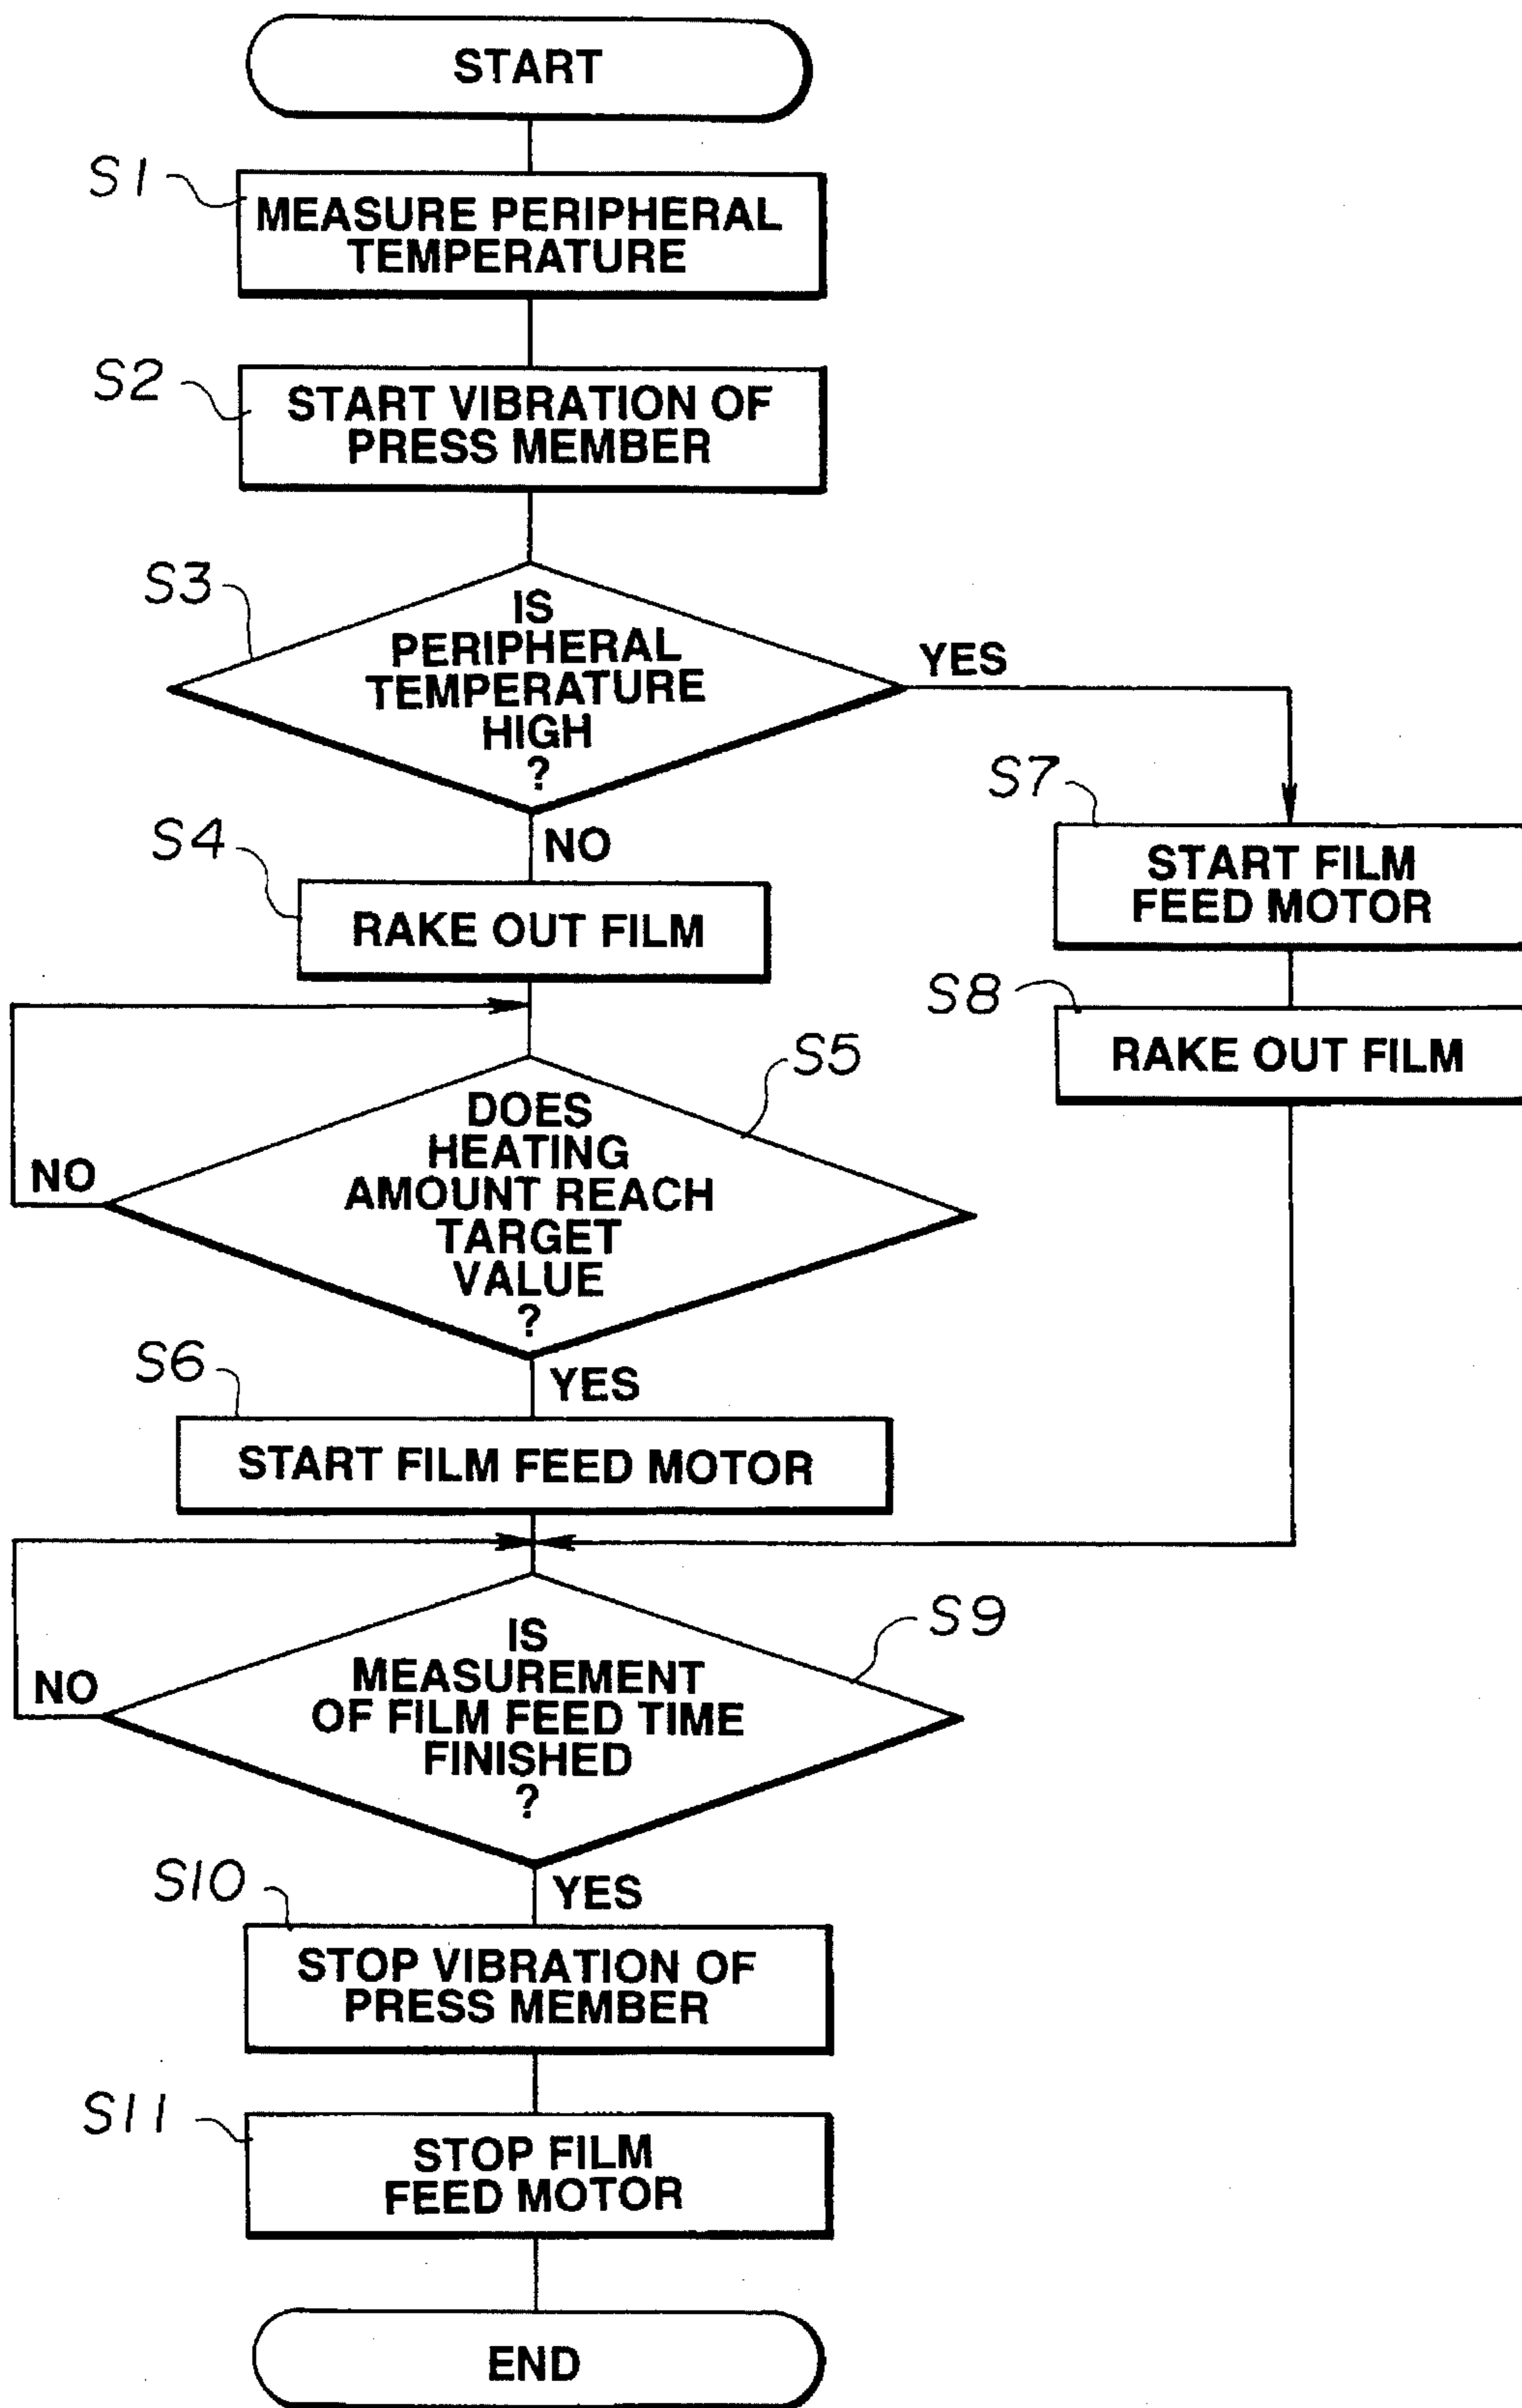 START
S1
MEASURE PERIPHERAL
TEMPERATURE
S2
START VIBRATION OF
PRESS MEMBER
S3
IS
PERIPHERAL
TEMPERATURE
HIGH
?
YES
NO
S4
RAKE OUT FILM
S7
START FILM
FEED MOTOR
S8
RAKE OUT FILM
S5
DOES
HEATING
AMOUNT REACH
TARGET
VALUE
?
NO
YES
S6
START FILM FEED MOTOR
S9
IS
MEASUREMENT
OF FILM FEED TIME
FINISHED
?
NO
YES
S10
STOP VIBRATION OF
PRESS MEMBER
S11
STOP FILM
FEED MOTOR
END